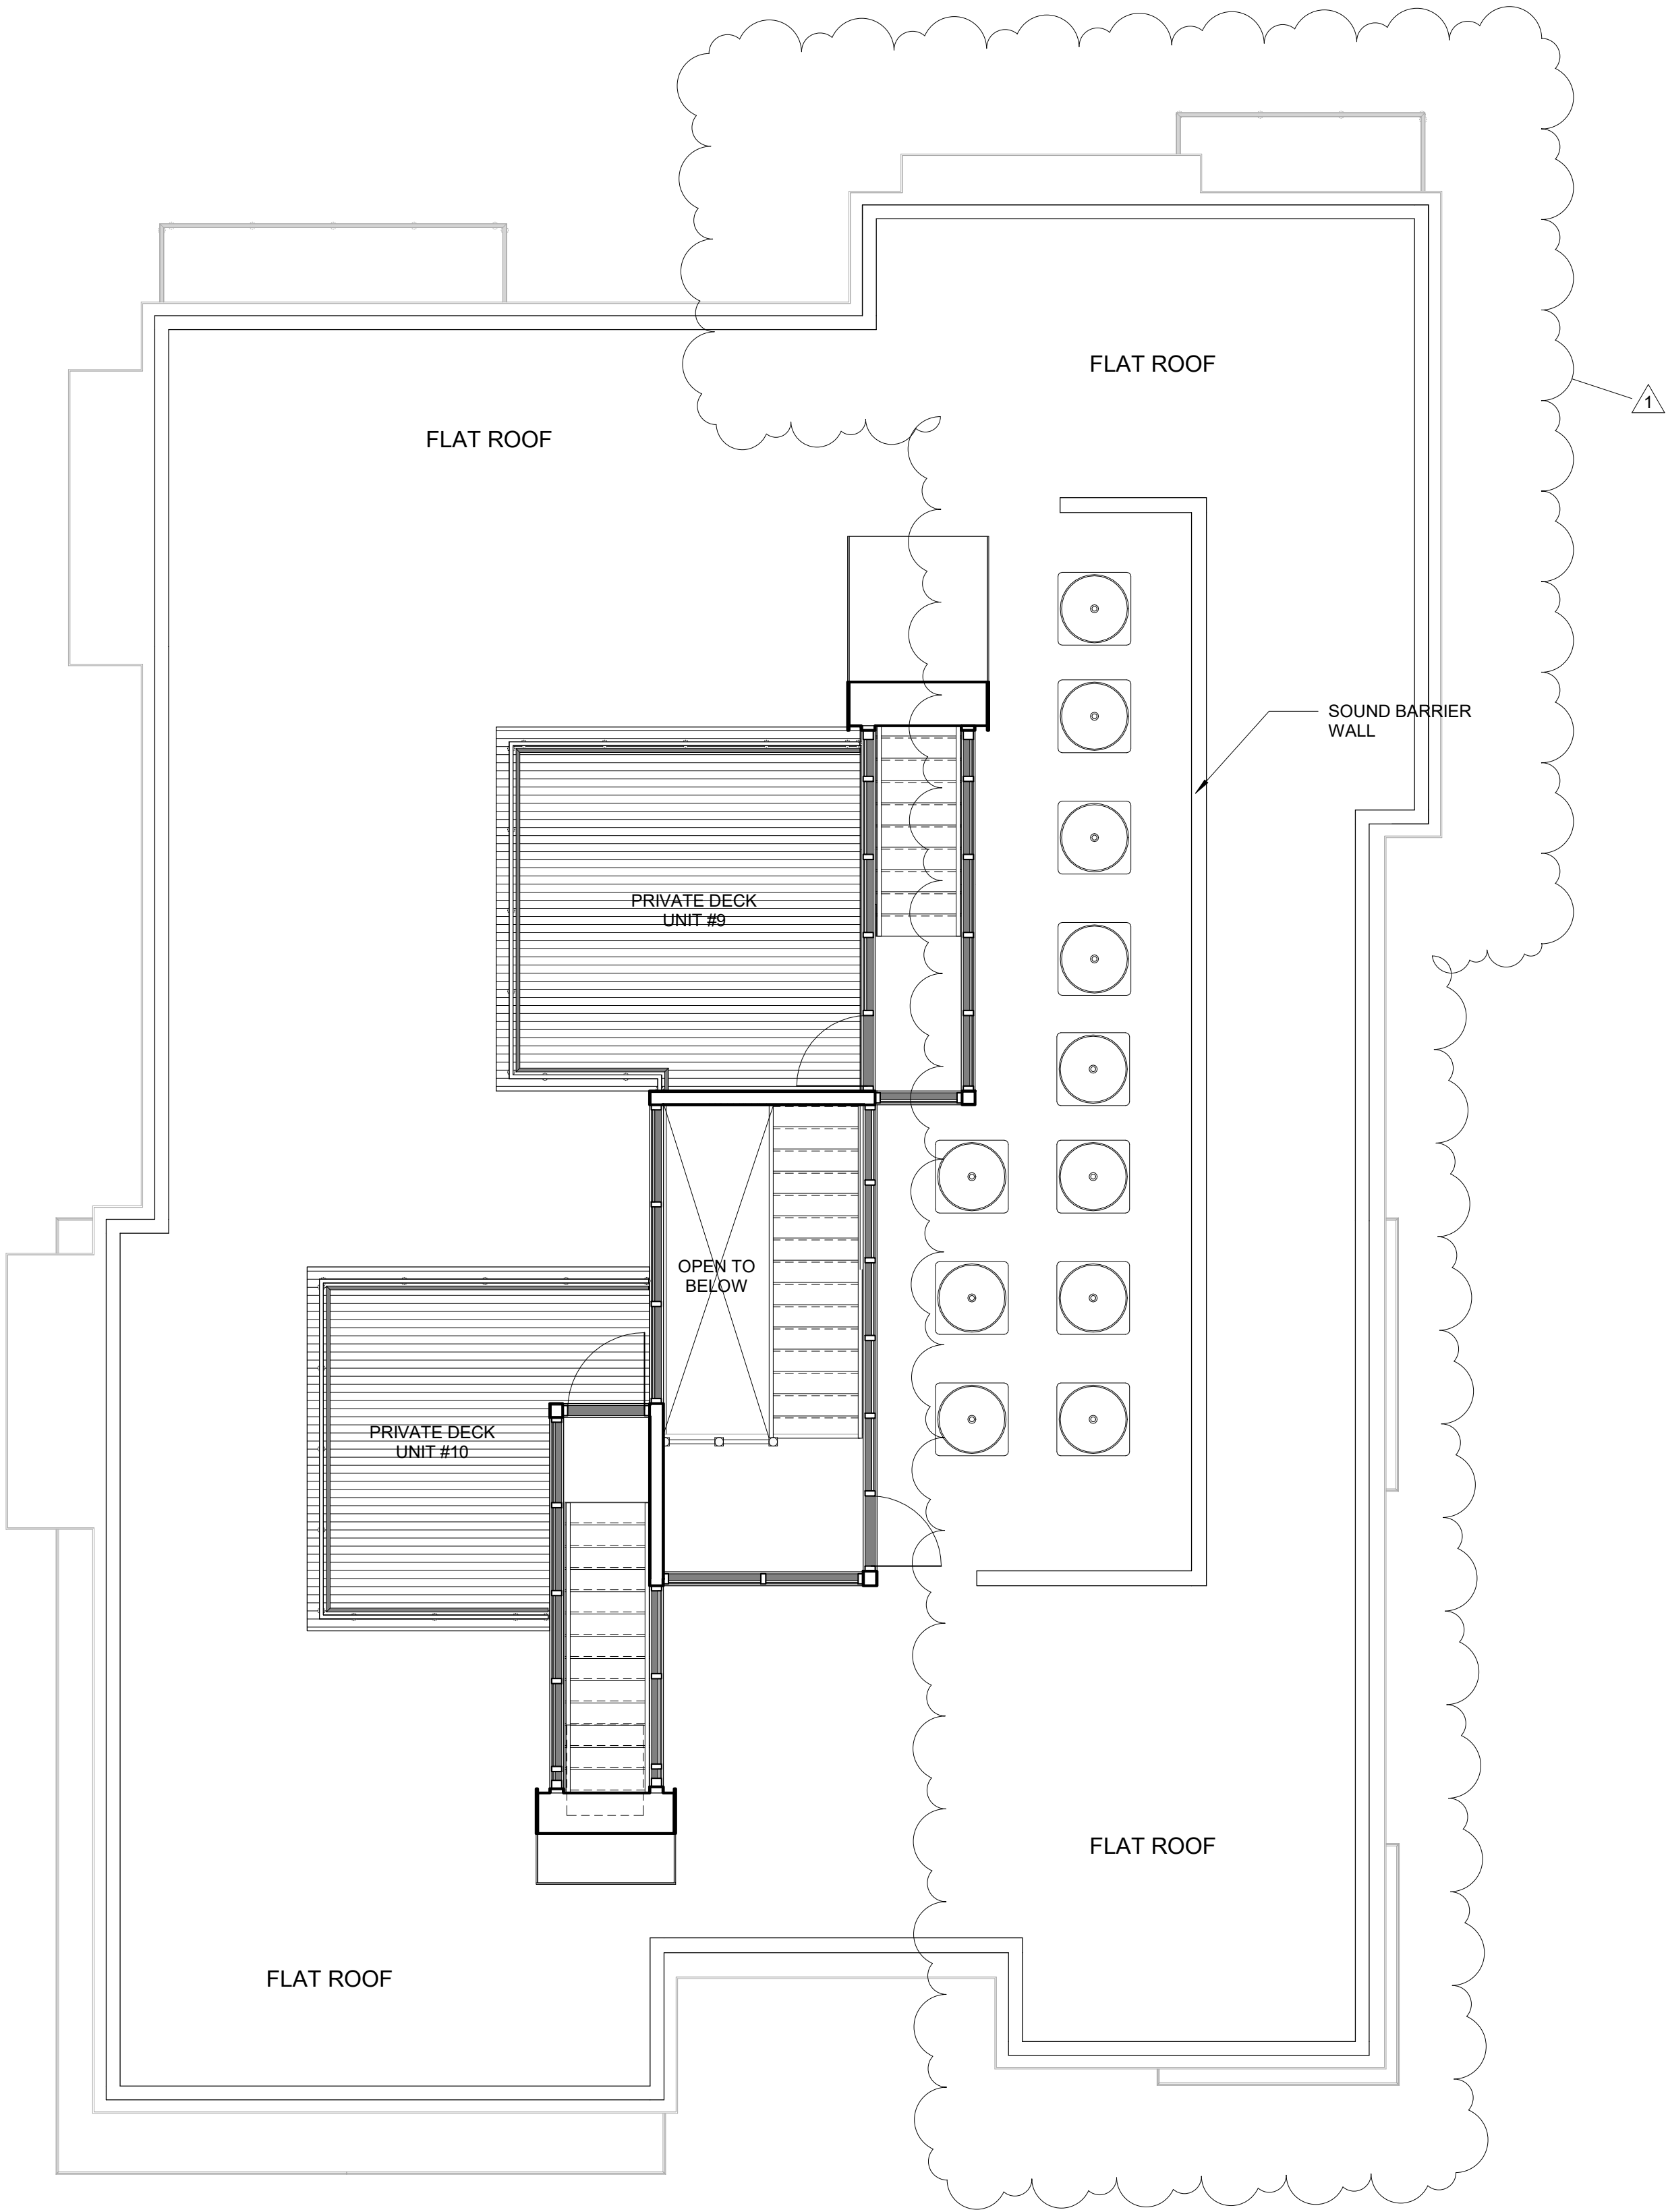 FLAT ROOF
1
FLAT ROOF
SOUND BARRIER
WALL
PRIVATE DECK
UNIT #9
OPEN TO
BELOW
PRIVATE DECK
UNIT #10
FLAT ROOF
FLAT ROOF